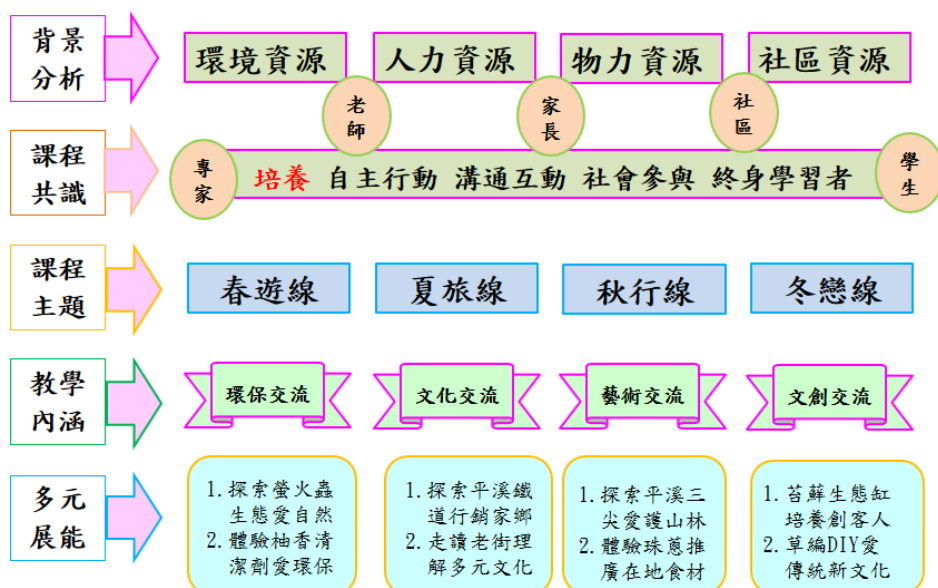 背景
分析
環境資源
人力資源
物力資源
社區資源
老
師
家
長
社
區
課程
共識
專
家
培養 自主行動 溝通互動 社會參與 終身學習者
學
生
課程
主題
春遊線
夏旅線
秋行線
冬戀線
教學
內涵
環保交流
文化交流
藝術交流
文創交流
多元
展能
1. 探索螢火蟲
生態愛自然
2. 體驗柚香清
潔劑愛環保
1. 探索平溪鐵
道行銷家鄉
2. 走讀老街理
解多元文化
1. 探索平溪三
尖愛護山林
2. 體驗珠蔥推
廣在地食材
1. 苔蘚生態缸
培養創客人
2. 草編DIY愛
傳統新文化